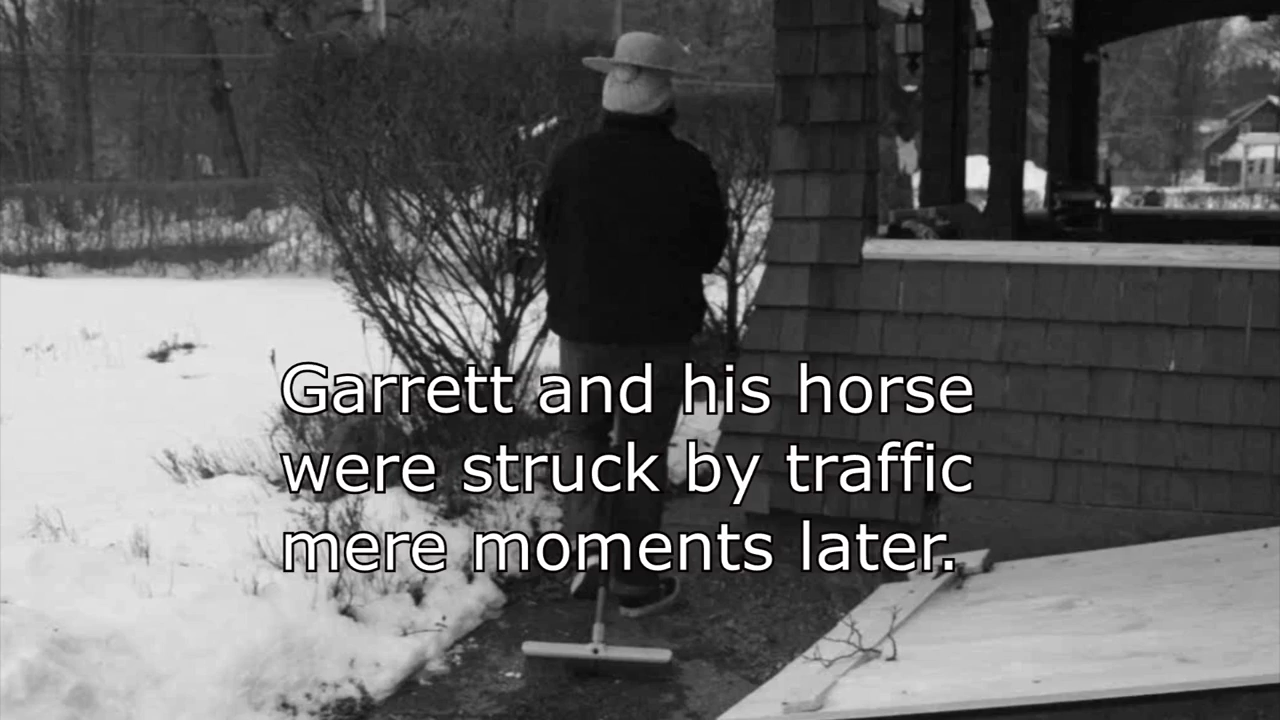 Garrett and his horse
were struck by traffic
mere moments later.